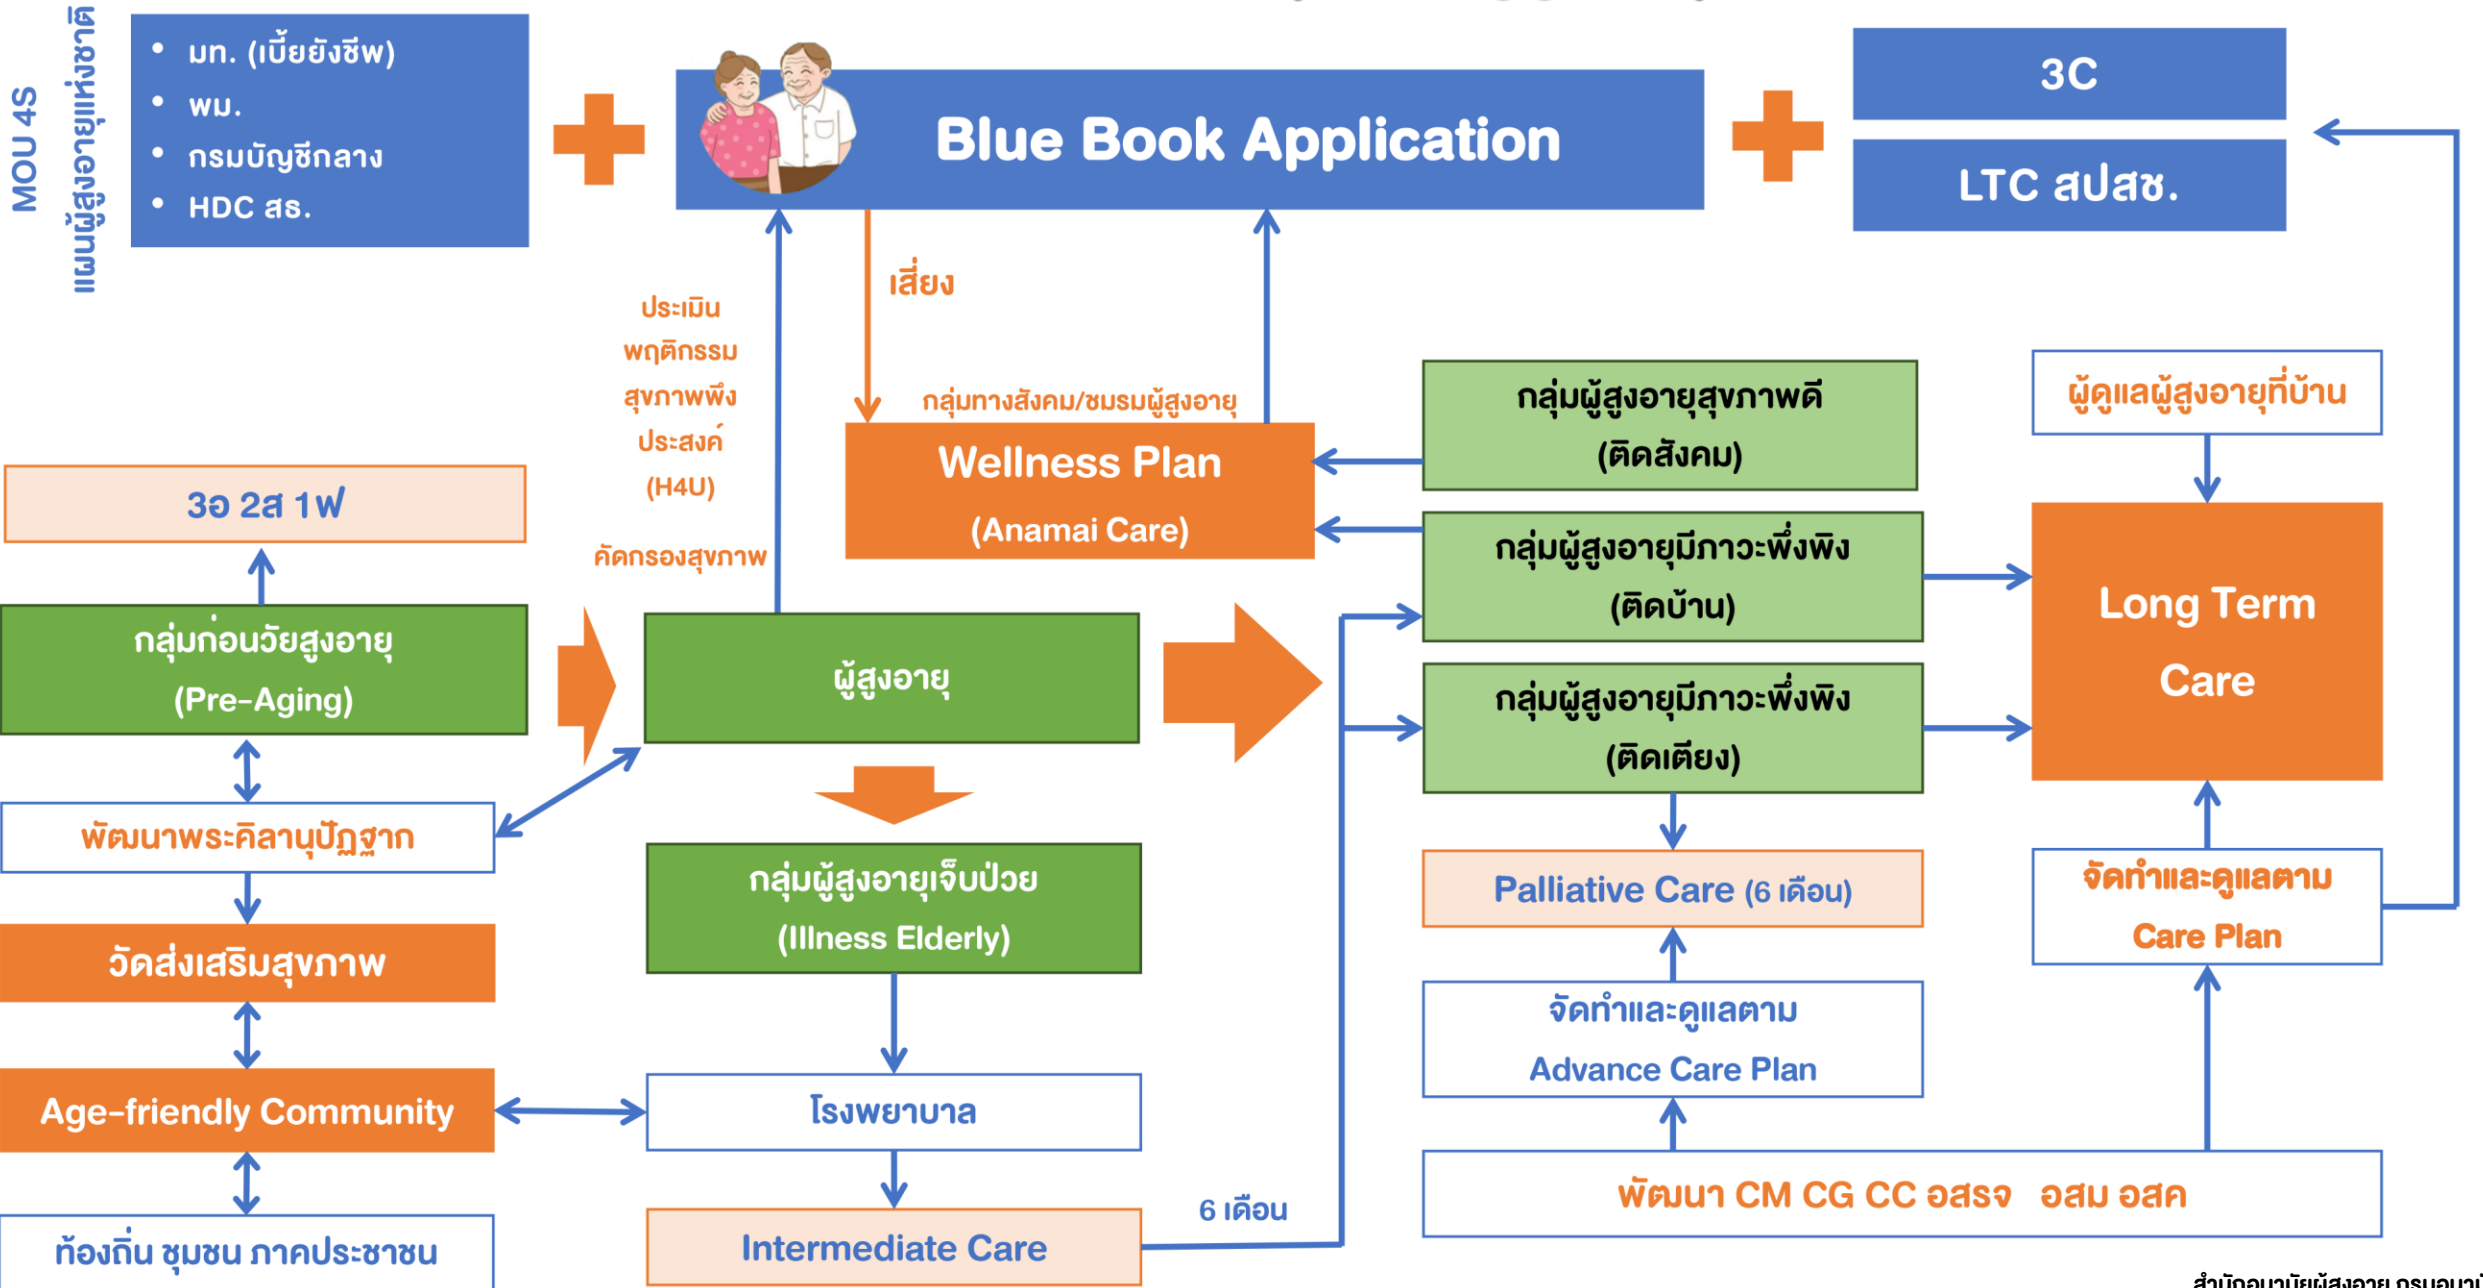 MOU 4S
แผนผู้สูงอายุแห่งชาติ
• มท. (เบี้ยยังชีพ)
• พม.
• กรมบัญชีกลาง
• HDC สธ.
Blue Book Application
3C
LTC สปสช.
เสี่ยง
ประเมิน
พฤติกรรม
สุขภาพพึง
ประสงค์
(H4U)
คัดกรองสุขภาพ
กลุ่มทางสังคม/ชมรมผู้สูงอายุ
Wellness Plan
(Anamai Care)
กลุ่มผู้สูงอายุสุขภาพดี
(ติดสังคม)
ผู้ดูแลผู้สูงอายุที่บ้าน
3อ 2ส 1ฟ
กลุ่มผู้สูงอายุมีภาวะพึ่งพิง
(ติดบ้าน)
Long Term
Care
กลุ่มก่อนวัยสูงอายุ
(Pre-Aging)
ผู้สูงอายุ
กลุ่มผู้สูงอายุมีภาวะพึ่งพิง
(ติดเตียง)
พัฒนาพระคิลานุปัฏฐาก
กลุ่มผู้สูงอายุเจ็บป่วย
(Illness Elderly)
Palliative Care (6 เดือน)
จัดทำและดูแลตาม
Care Plan
วัดส่งเสริมสุขภาพ
จัดทำและดูแลตาม
Advance Care Plan
Age-friendly Community
โรงพยาบาล
พัฒนา CM CG CC อสรจ อสม อสค
6 เดือน
ท้องถิ่น ชุมชน ภาคประชาชน
Intermediate Care
สำนักอนามัยผู้สูงอายุ